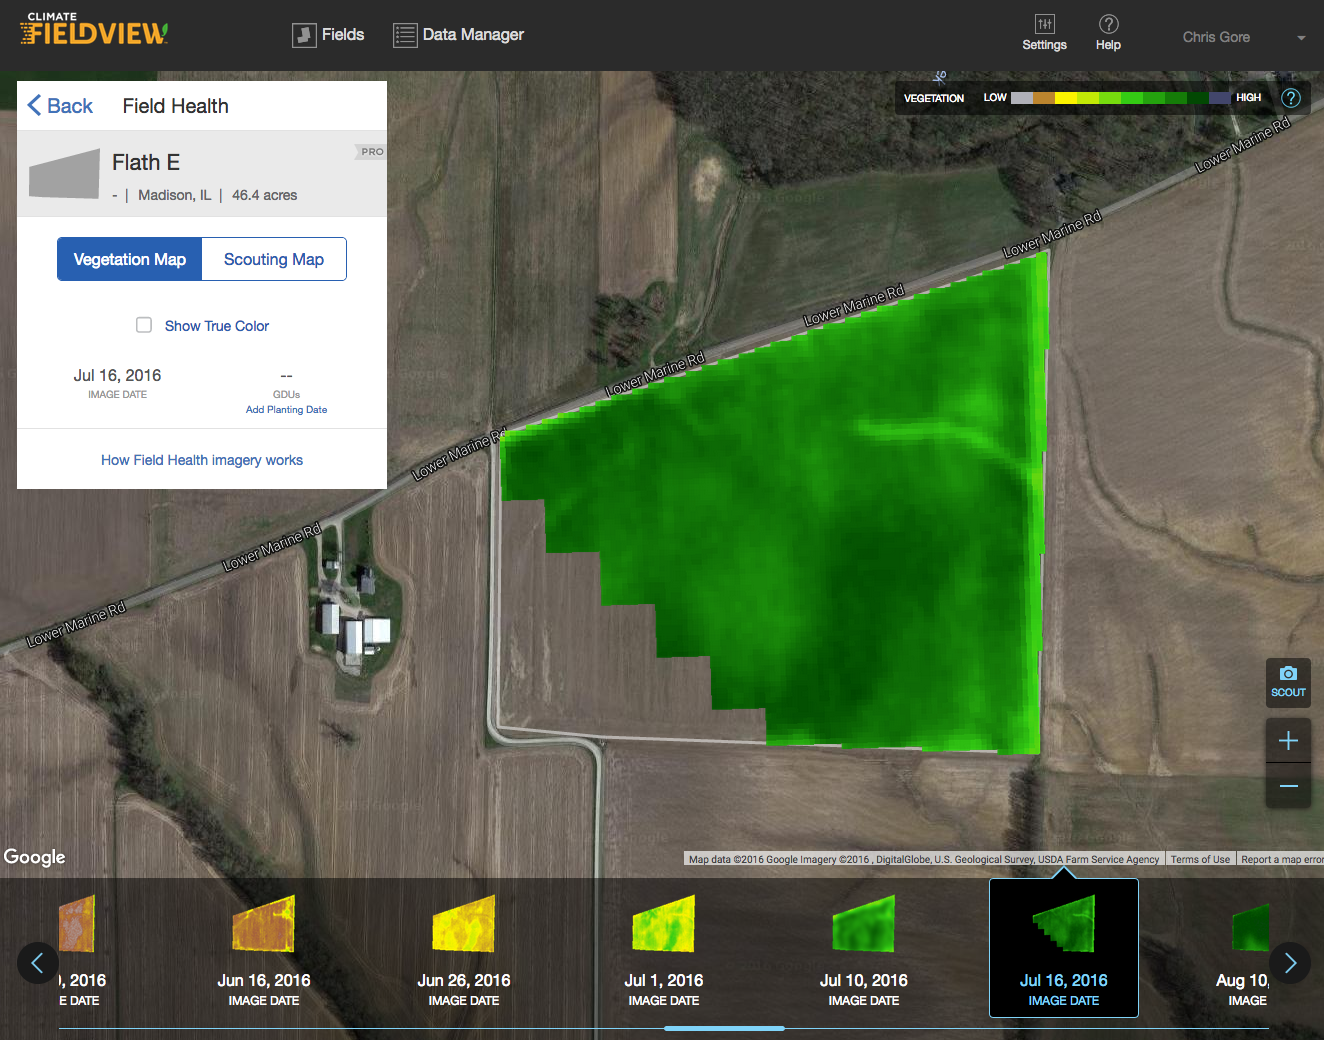 CLIMATE
FIELDVIEW
Fields
Data Manager
Settings
Help
Chris Gore
Back
Field Health
VEGETATION LOW HIGH ?
PRO
Flath E
- | Madison, IL | 46.4 acres
Vegetation Map
Scouting Map
Show True Color
Jul 16, 2016
IMAGE DATE
--
GDUs
Add Planting Date
How Field Health imagery works
Lower Marine Rd
Lower Marine Rd
Lower Marine Rd
Lower Marine Rd
Lower Marine Rd
Lower Marine Rd
Lower Marine Rd
SCOUT
Google
Map data ©2016 Google Imagery ©2016 , DigitalGlobe, U.S. Geological Survey, USDA Farm Service Agency
Terms of Use
Report a map error
, 2016
E DATE
Jun 16, 2016
IMAGE DATE
Jun 26, 2016
IMAGE DATE
Jul 1, 2016
IMAGE DATE
Jul 10, 2016
IMAGE DATE
Jul 16, 2016
IMAGE DATE
Aug 10,
IMAGE